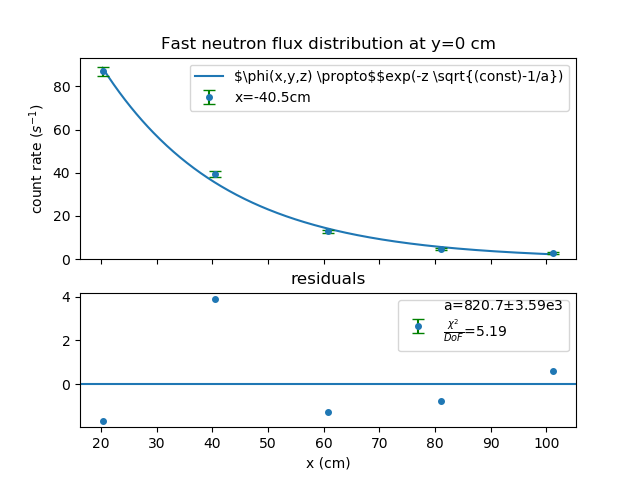 Fast neutron flux distribution at y=0 cm
$\phi(x,y,z) \propto$$exp(-z \sqrt{(const)-1/a})
x=-40.5cm
count rate (s⁻¹)
80
60
40
20
0
residuals
a=820.7±3.59e3
χ²/DoF=5.19
4
2
0
20
30
40
50
60
70
80
90
100
x (cm)